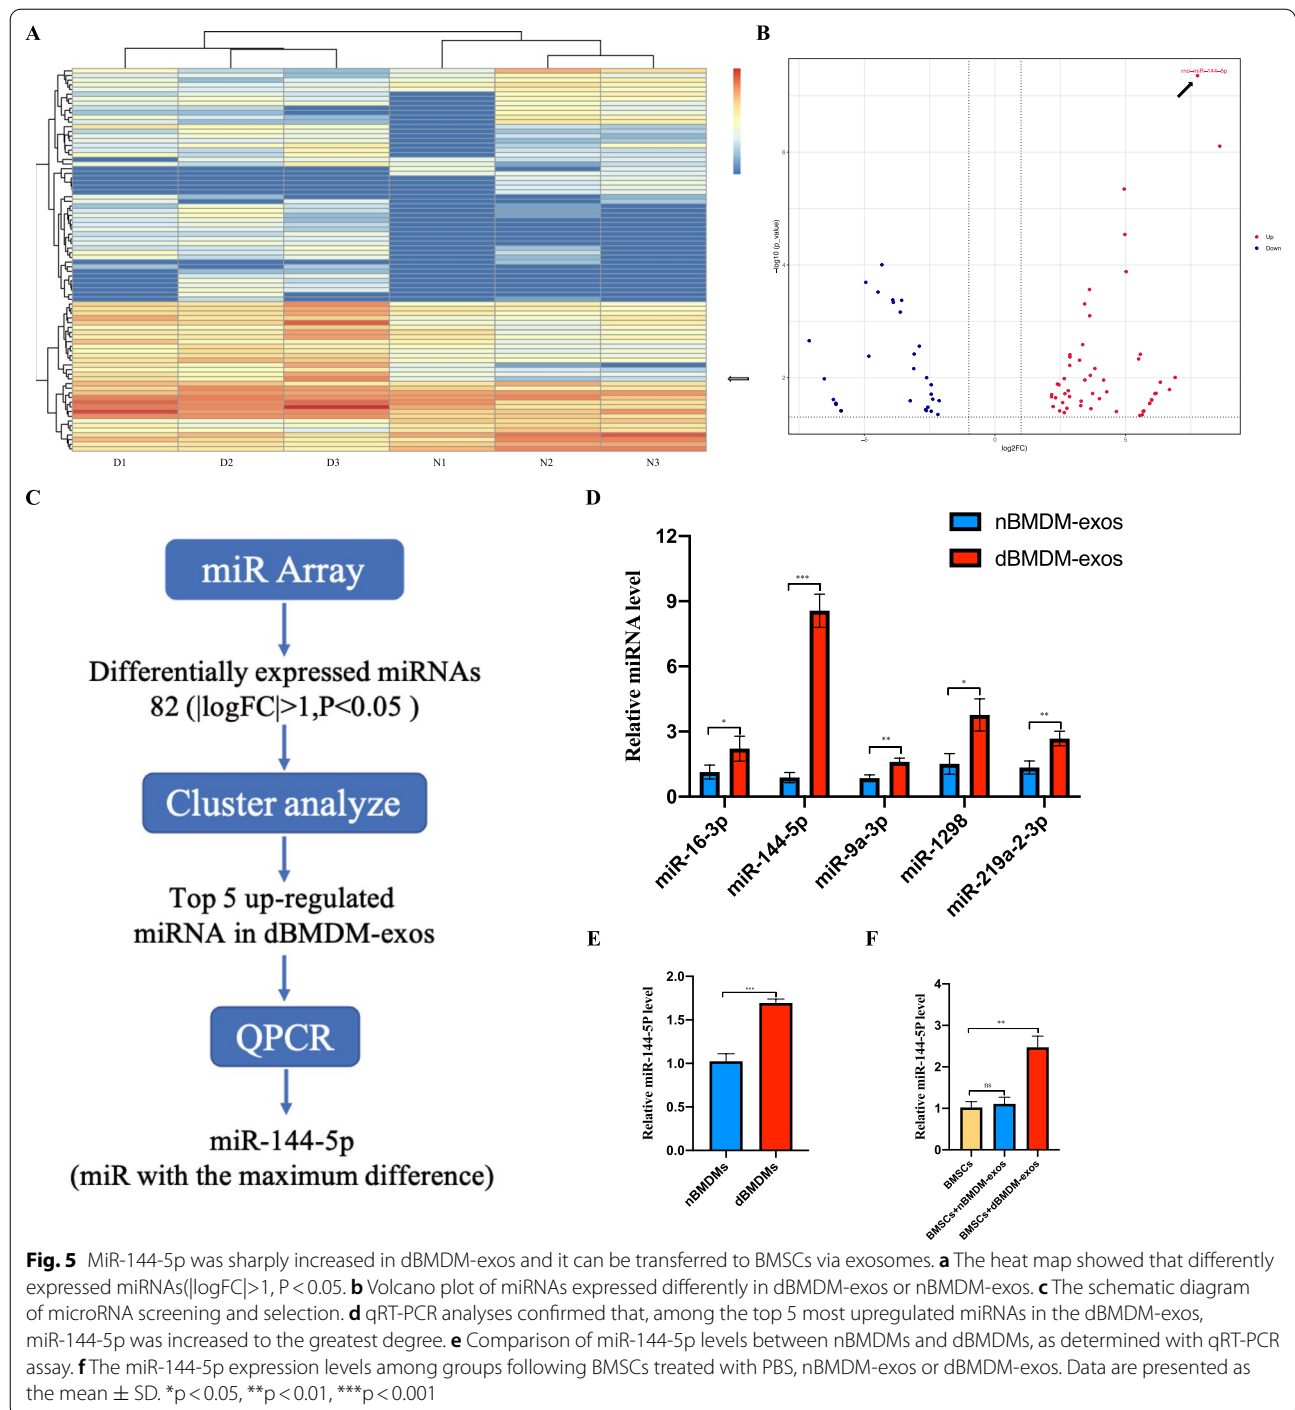 A
D1 D2 D3 N1 N2 N3
B
rno-miR-144-5p
-log10 (p_value)
6
4
2
-5 0 5
log2FC)
Up
Down
C
miR Array
Differentially expressed miRNAs
82 (|logFC|>1,P<0.05 )
Cluster analyze
Top 5 up-regulated
miRNA in dBMDM-exos
QPCR
miR-144-5p
(miR with the maximum difference)
D
nBMDM-exos
dBMDM-exos
Relative miRNA level
12
9
6
3
0
* *** ** * **
miR-16-3p
miR-144-5p
miR-9a-3p
miR-1298
miR-219a-2-3p
E
Relative miR-144-5P level
2.0
1.5
1.0
0.5
0.0
***
nBMDMs
dBMDMs
F
Relative miR-144-5P level
4
3
2
1
0
**
ns
BMSCs
BMSCs+nBMDM-exos
BMSCs+dBMDM-exos
Fig. 5 MiR-144-5p was sharply increased in dBMDM-exos and it can be transferred to BMSCs via exosomes. a The heat map showed that differently
expressed miRNAs(|logFC|>1, P < 0.05. b Volcano plot of miRNAs expressed differently in dBMDM-exos or nBMDM-exos. c The schematic diagram
of microRNA screening and selection. d qRT-PCR analyses confirmed that, among the top 5 most upregulated miRNAs in the dBMDM-exos,
miR-144-5p was increased to the greatest degree. e Comparison of miR-144-5p levels between nBMDMs and dBMDMs, as determined with qRT-PCR
assay. f The miR-144-5p expression levels among groups following BMSCs treated with PBS, nBMDM-exos or dBMDM-exos. Data are presented as
the mean ± SD. *p < 0.05, **p < 0.01, ***p < 0.001